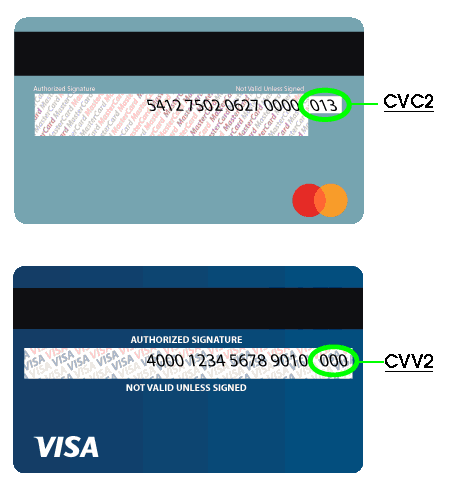 Authorized Signature Not Valid Unless Signed
5412 7502 0627 0000 013
CVC2
AUTHORIZED SIGNATURE
4000 1234 5678 9010 000
CVV2
NOT VALID UNLESS SIGNED
VISA